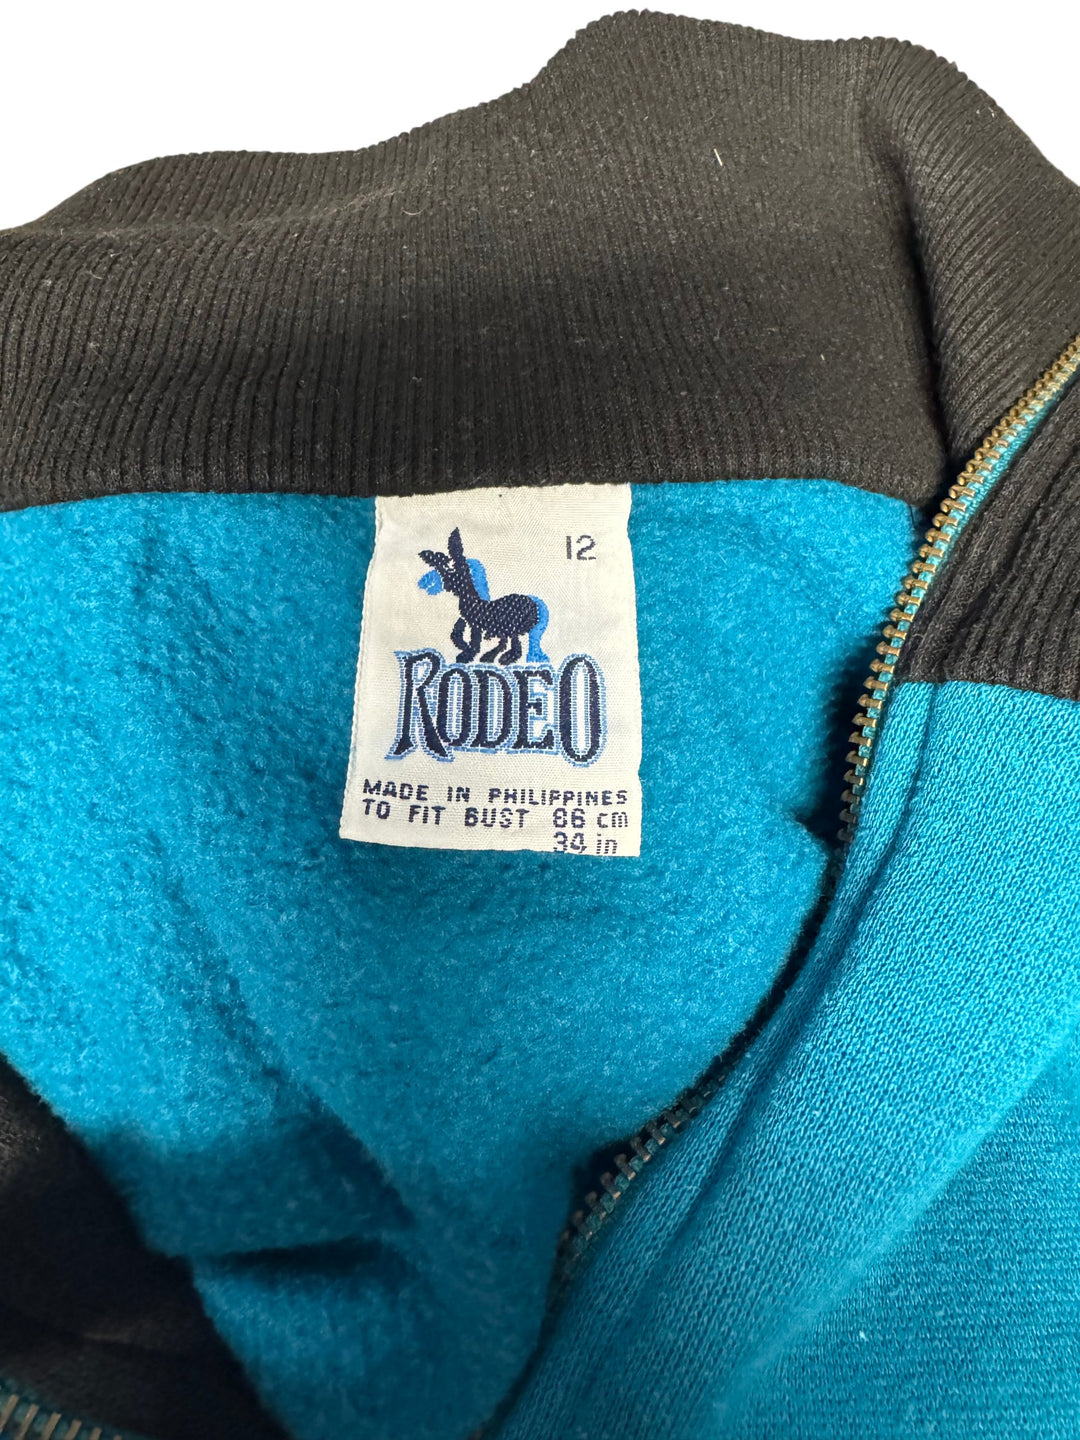 12
RODEO
MADE IN PHILIPPINES
TO FIT BUST 86 cm
34 in